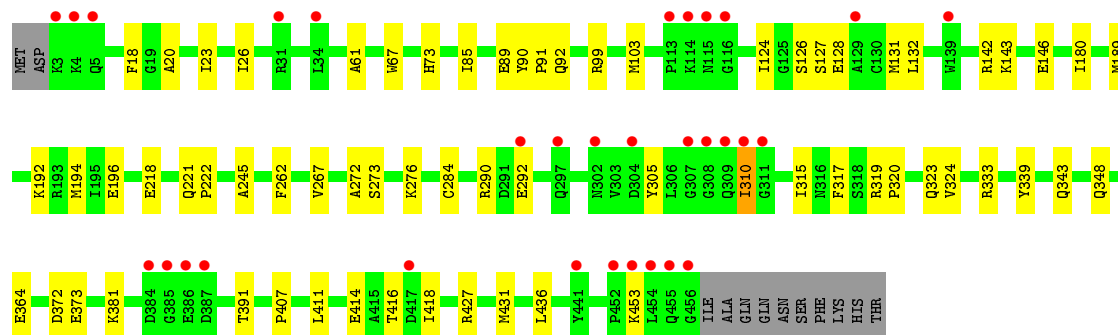 MET ASP K3 K4 Q5 F18 G19 A20 I23 I26 R31 L34 A61 W67 H73 I85 E89 Y90 P91 Q92 R99 M103 P113 K114 N115 G116 I124 G125 S126 S127 E128 A129 C130 M131 L132 W139 R142 K143 E146 I180 M189
K192 R193 M194 I195 E196 E218 Q221 P222 A245 F262 V267 A272 S273 K276 C284 R290 D291 E292 Q297 N302 V303 D304 Y305 L306 G307 G308 Q309 I310 G311 I315 N316 F317 S318 R319 P320 Q323 V324 R333 Y339 Q343 Q348
E364 D372 E373 K381 D384 G385 E386 D387 T391 P407 L411 E414 A415 T416 D417 I418 R427 M431 L436 Y441 P452 K453 L454 Q455 G456 ILE ALA GLN GLN ASN SER PHE LYS HIS THR